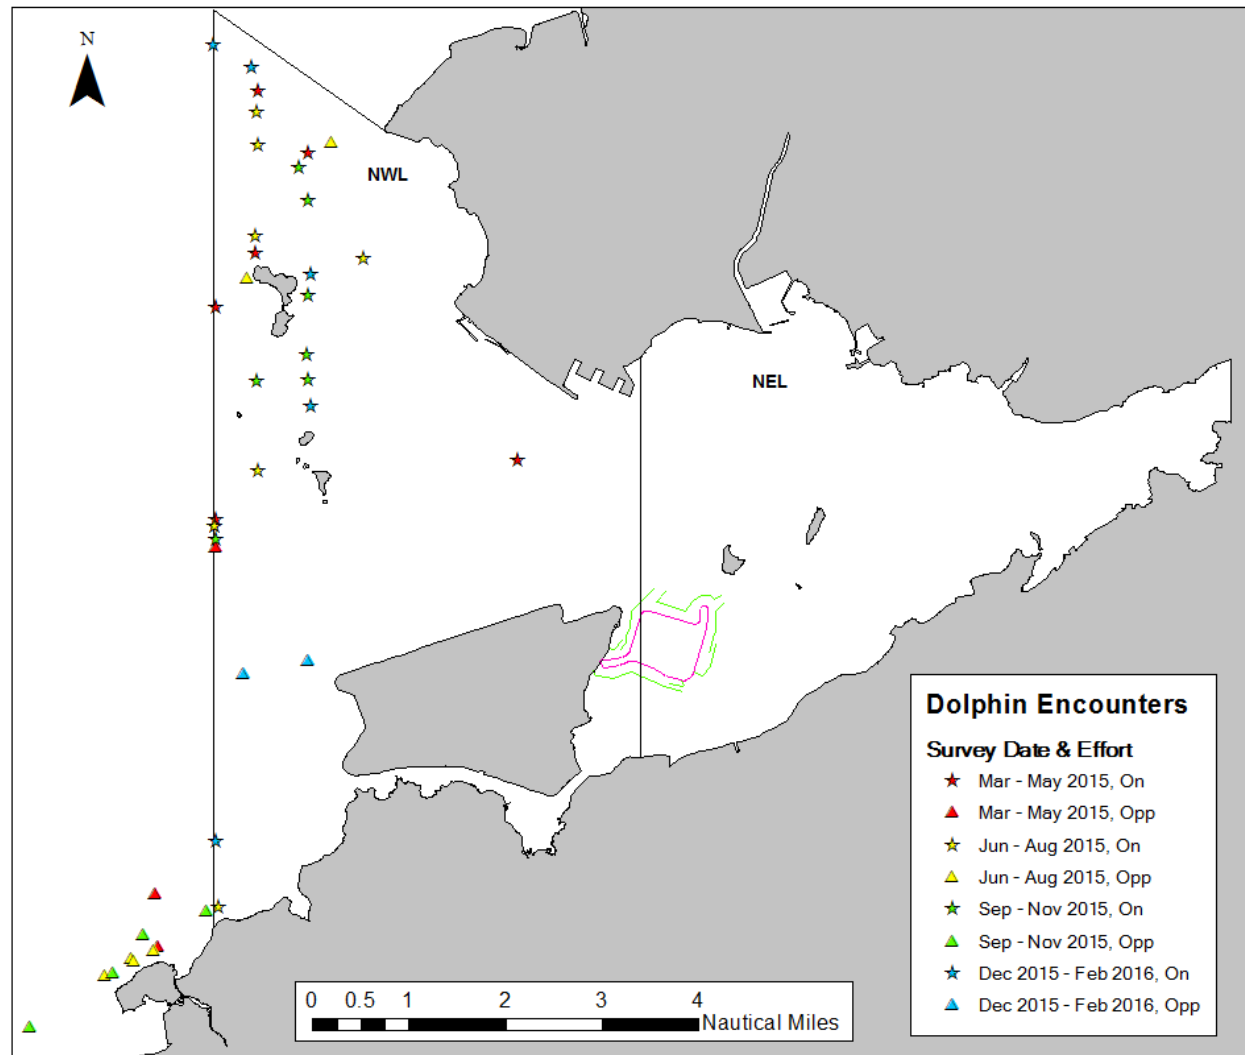 N
NWL
NEL
Dolphin Encounters
Survey Date & Effort
Mar - May 2015, On
Mar - May 2015, Opp
Jun - Aug 2015, On
Jun - Aug 2015, Opp
Sep - Nov 2015, On
Sep - Nov 2015, Opp
Dec 2015 - Feb 2016, On
Dec 2015 - Feb 2016, Opp
0 0.5 1 2 3 4
Nautical Miles